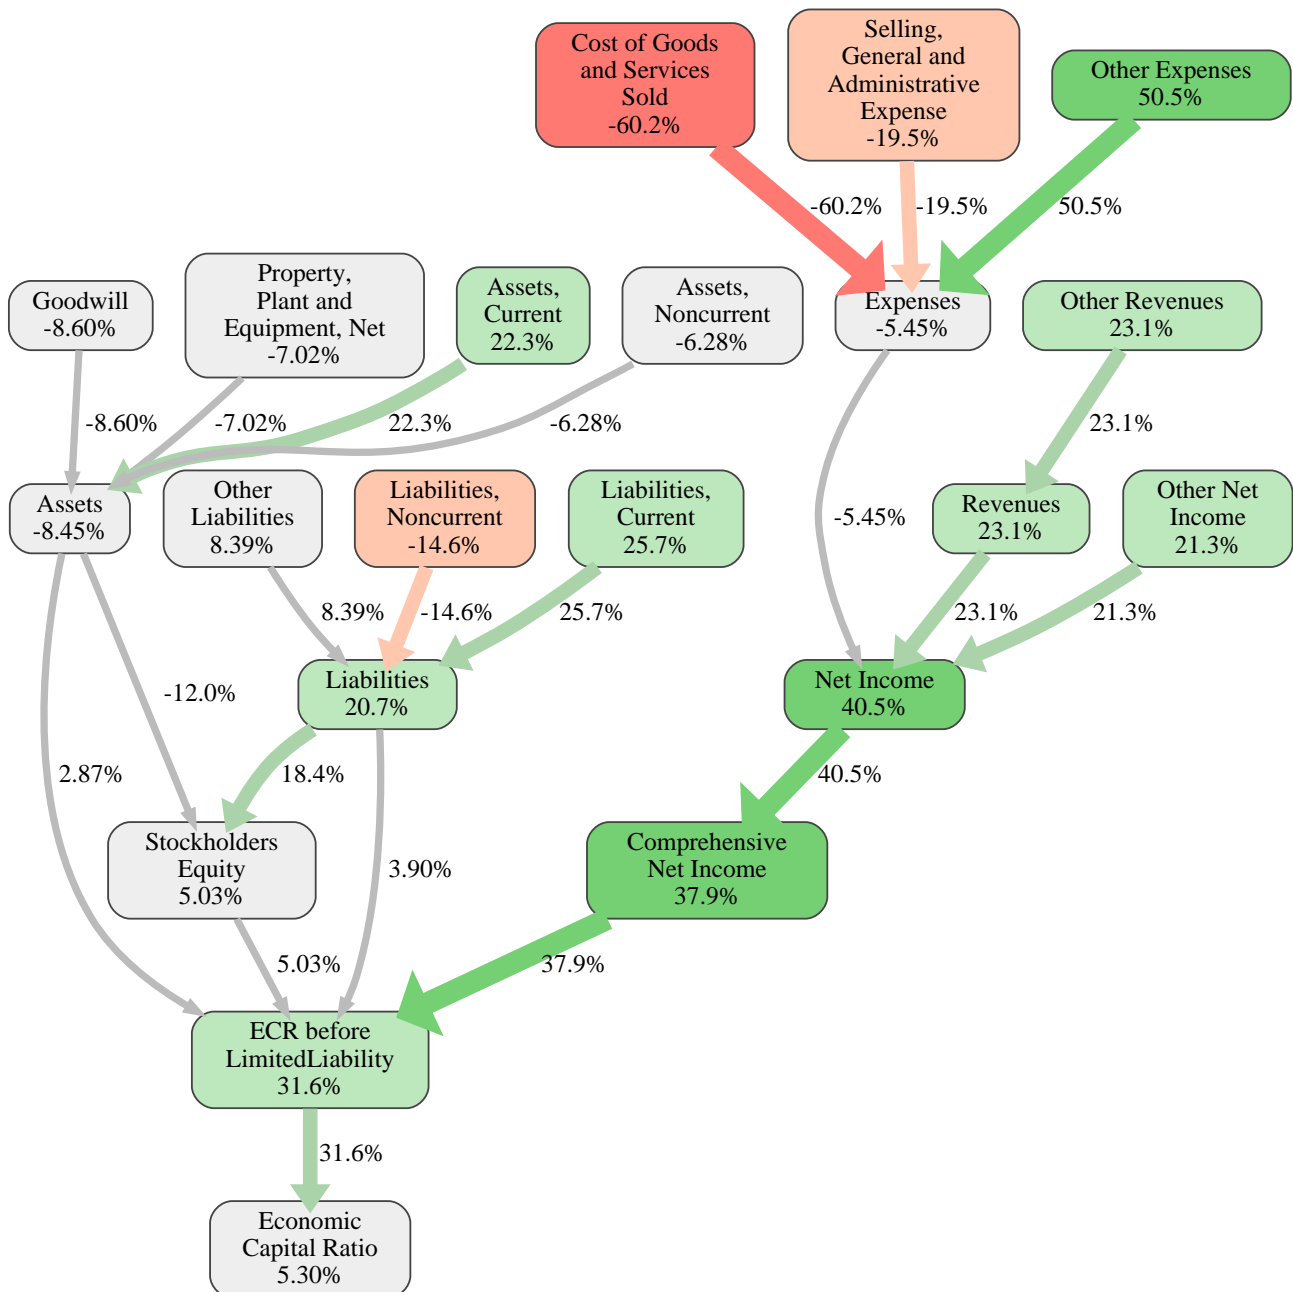 Cost of Goods
and Services
Sold
-60.2%
Selling,
General and
Administrative
Expense
-19.5%
Other Expenses
50.5%
-60.2%
-19.5%
50.5%
Goodwill
-8.60%
Property,
Plant and
Equipment, Net
-7.02%
Assets,
Current
22.3%
Assets,
Noncurrent
-6.28%
Expenses
-5.45%
Other Revenues
23.1%
-8.60%
-7.02%
22.3%
-6.28%
23.1%
Assets
-8.45%
Other
Liabilities
8.39%
Liabilities,
Noncurrent
-14.6%
Liabilities,
Current
25.7%
-5.45%
Revenues
23.1%
Other Net
Income
21.3%
8.39%
-14.6%
25.7%
23.1%
21.3%
-12.0%
Liabilities
20.7%
Net Income
40.5%
2.87%
18.4%
40.5%
Stockholders
Equity
5.03%
3.90%
Comprehensive
Net Income
37.9%
5.03%
37.9%
ECR before
LimitedLiability
31.6%
31.6%
Economic
Capital Ratio
5.30%